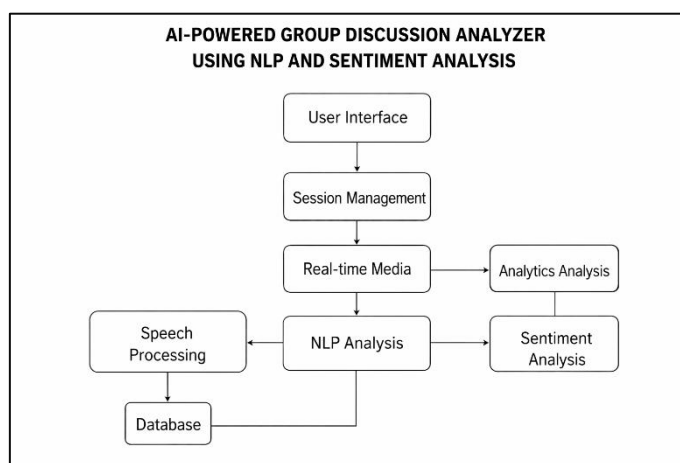 AI-POWERED GROUP DISCUSSION ANALYZER
USING NLP AND SENTIMENT ANALYSIS
User Interface
Session Management
Real-time Media
Analytics Analysis
Speech
Processing
NLP Analysis
Sentiment
Analysis
Database